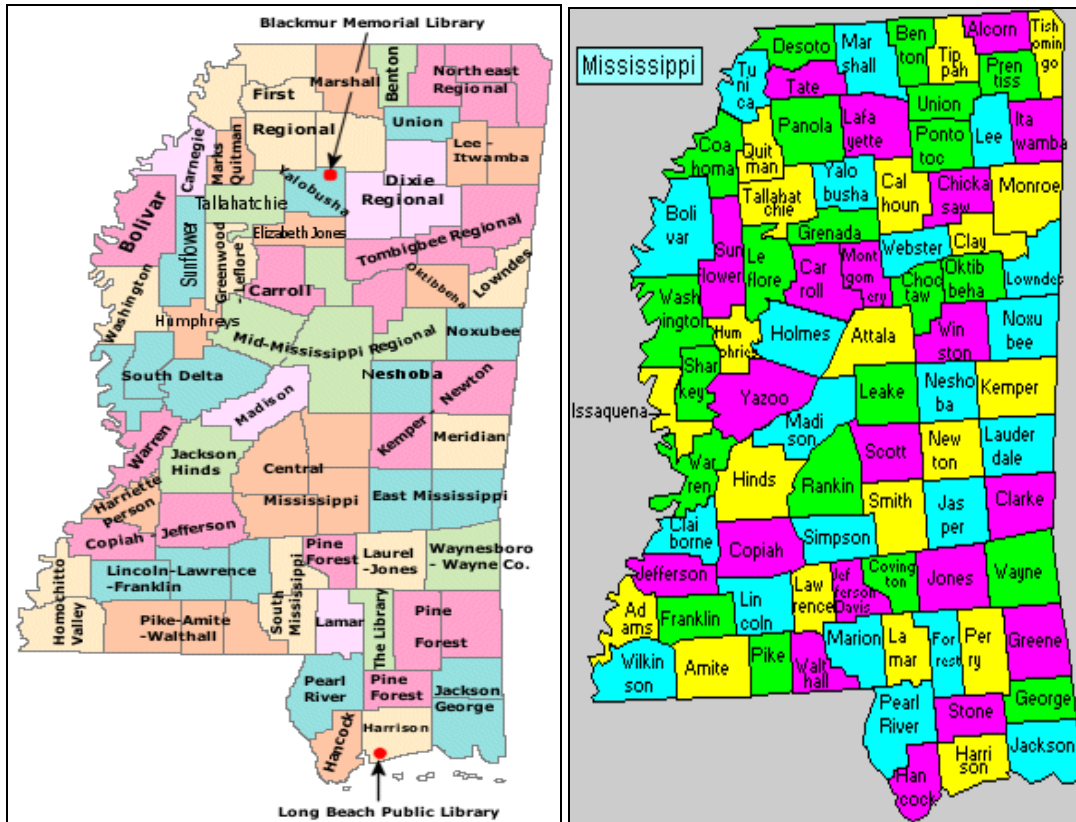 Blackmur Memorial Library
Marshall
Benton
Northeast
Regional
First
Regional
Union
Lee -
Itwamba
Carnegie
Marks
Quitman
Yalobusha
Dixie
Regional
Tallahatchie
Bolivar
Sunflower
Greenwood
-Leflore
Elizabeth Jones
Tombigbee Regional
Carroll
Oktibbeha
Lowndes
Washington
Humphreys
Mid-Mississippi Regional
Noxubee
South Delta
Neshoba
Newton
Madison
Warren
Jackson
Hinds
Kemper
Meridian
Central
Mississippi
East Mississippi
Harriette
Person
Copiah - Jefferson
Pine
Forest
Laurel
-Jones
Waynesboro
- Wayne Co.
Lincoln-Lawrence
-Franklin
Homochitto
Valley
South
Mississippi
Pike-Amite
-Walthall
Lamar
The Library
Pine
Forest
Pearl
River
Pine
Forest
Jackson
George
Hancock
Harrison
Long Beach Public Library
Mississippi
Desoto
Mar
shall
Ben
ton
Tip
pah
Alcorn
Tish
omin
go
Tu
ni
ca
Tate
Pren
tiss
Panola
Lafa
yette
Union
Ponto
toc
Lee
Ita
wamba
Coa
homa
Quit
man
Yalo
busha
Cal
houn
Chicka
saw
Monroe
Tallahat
chie
Boli
var
Sun
flower
Le
flore
Grenada
Car
roll
Mont
gom
ery
Webster
Clay
Choc
taw
Oktib
beha
Lowndes
Wash
ington
Hum
phries
Holmes
Attala
Win
ston
Noxu
bee
Shar
key
Issaquena
Yazoo
Madi
son
Leake
Nesho
ba
Kemper
War
ren
Hinds
Rankin
Scott
New
ton
Lauder
dale
Smith
Jas
per
Clarke
Clai
borne
Copiah
Simpson
Jefferson
Ad
ams
Franklin
Lin
coln
Law
rence
Jef
ferson
Davis
Coving
ton
Jones
Wayne
Wilkin
son
Amite
Pike
Walt
hall
Marion
La
mar
For
rest
Per
ry
Greene
Pearl
River
Stone
George
Han
cock
Harri
son
Jackson